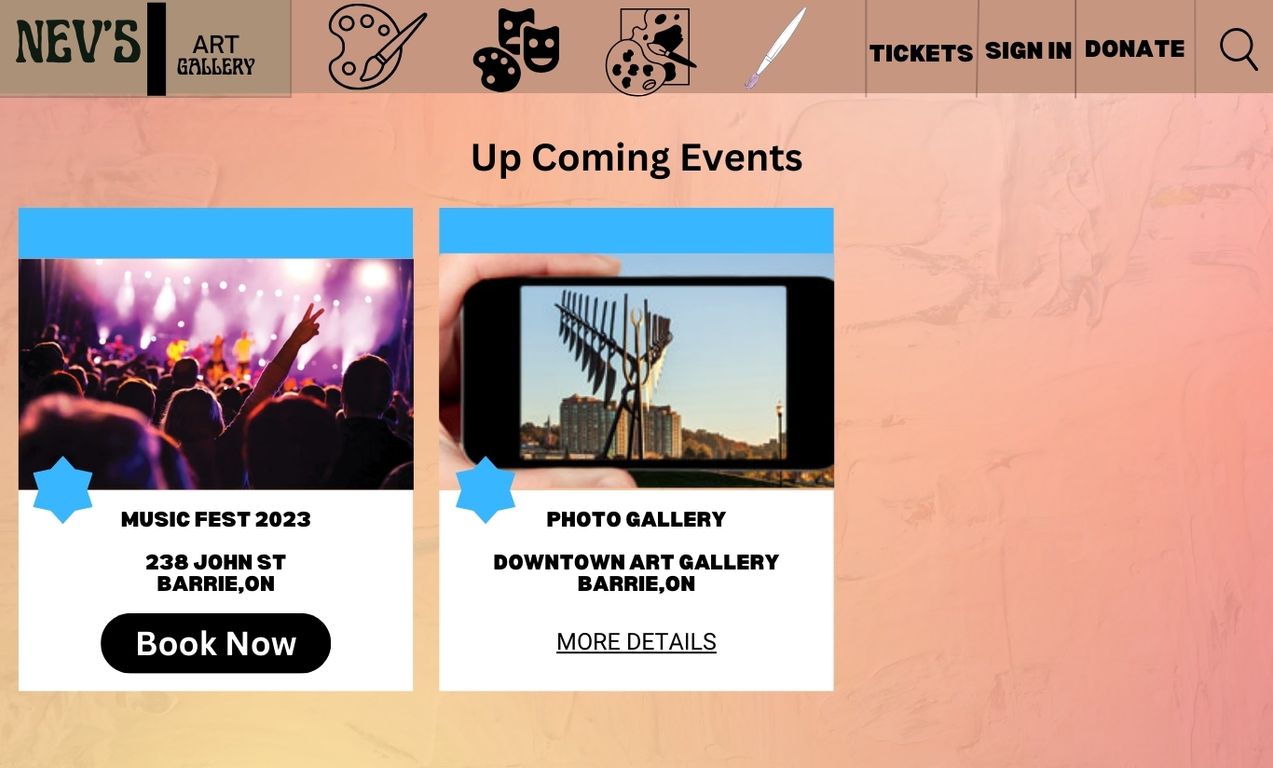 NEV'S
ART
GALLERY
TICKETS
SIGN IN
DONATE
Up Coming Events
MUSIC FEST 2023
238 JOHN ST
BARRIE,ON
Book Now
PHOTO GALLERY
DOWNTOWN ART GALLERY
BARRIE,ON
MORE DETAILS